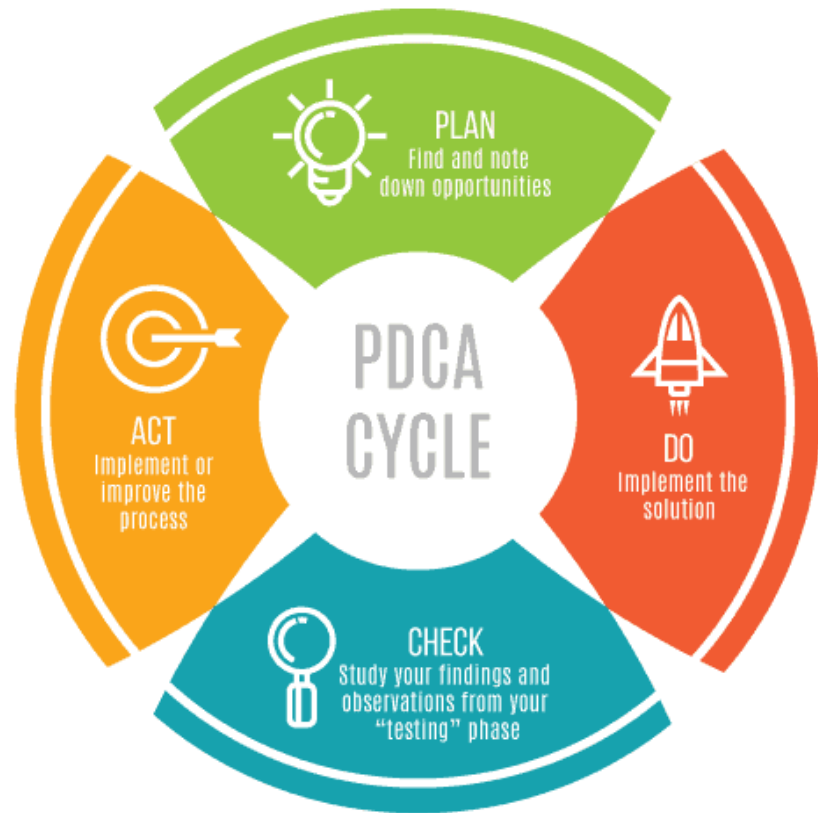 PLAN
Find and note
down opportunities
PDCA
CYCLE
DO
Implement the
solution
CHECK
Study your findings and
observations from your
“testing” phase
ACT
Implement or
improve the
process